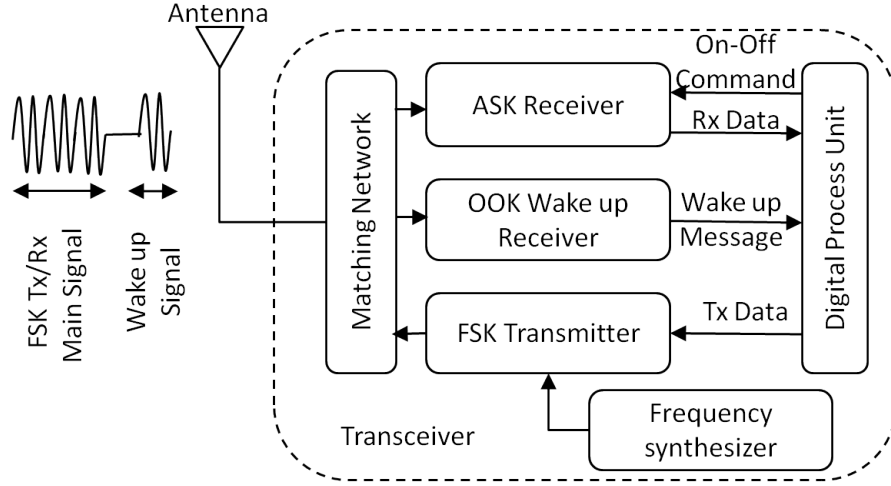 Antenna
On-Off
Command
ASK Receiver
Rx Data
Matching Network
Digital Process Unit
OOK Wake up
Receiver
Wake up
Message
FSK Tx/Rx
Main Signal
Wake up
Signal
FSK Transmitter
Tx Data
Frequency
synthesizer
Transceiver